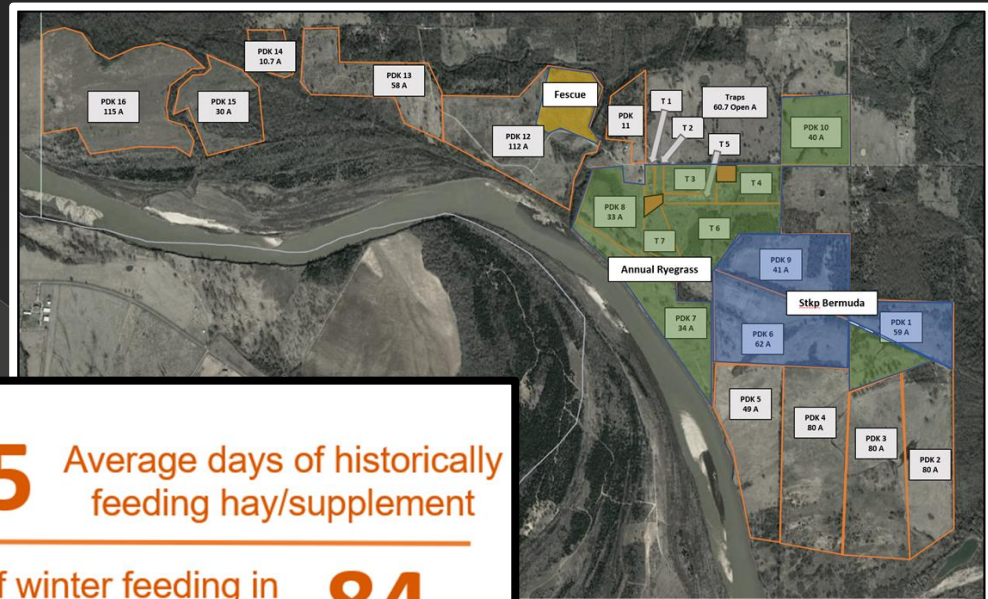 PDK 14
10.7 A
PDK 13
58 A
PDK 16
115 A
PDK 15
30 A
Fescue
PDK 12
112 A
PDK
11
T 1
T 2
Traps
60.7 Open A
T 5
PDK 10
40 A
T 3
T 4
PDK 8
33 A
T 6
T 7
Annual Ryegrass
PDK 9
41 A
Stkp Bermuda
PDK 7
34 A
PDK 6
62 A
PDK 1
59 A
PDK 5
49 A
PDK 4
80 A
PDK 3
80 A
PDK 2
80 A
5 Average days of historically
feeding hay/supplement
winter feeding in
84